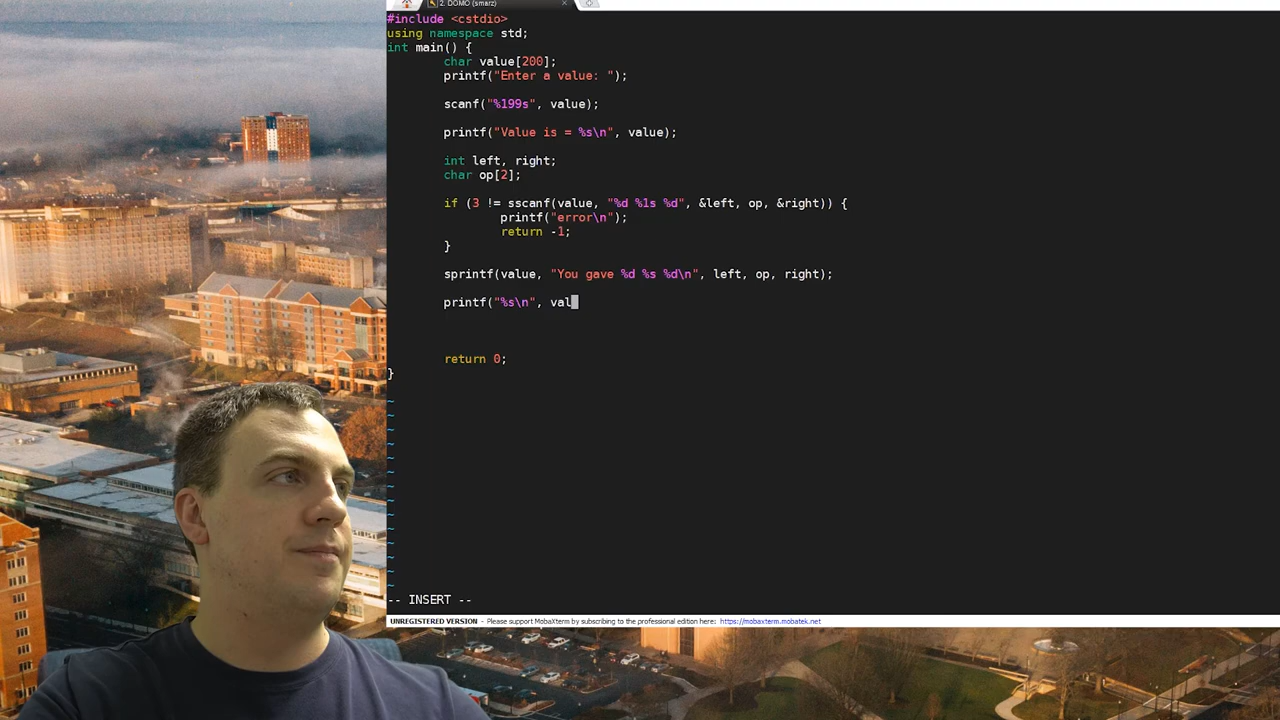 2. DOMO (smarz)
#include <cstdio>
using namespace std;
int main() {
char value[200];
printf("Enter a value: ");
scanf("%199s", value);
printf("Value is = %s\n", value);
int left, right;
char op[2];
if (3 != sscanf(value, "%d %1s %d", &left, op, &right)) {
printf("error\n");
return -1;
}
sprintf(value, "You gave %d %s %d\n", left, op, right);
printf("%s\n", val
return 0;
}
~
~
~
~
~
~
~
~
~
~
~
~
~
~
-- INSERT --
UNREGISTERED VERSION - Please support MobaXterm by subscribing to the professional edition here: https://mobaxterm.mobatek.net